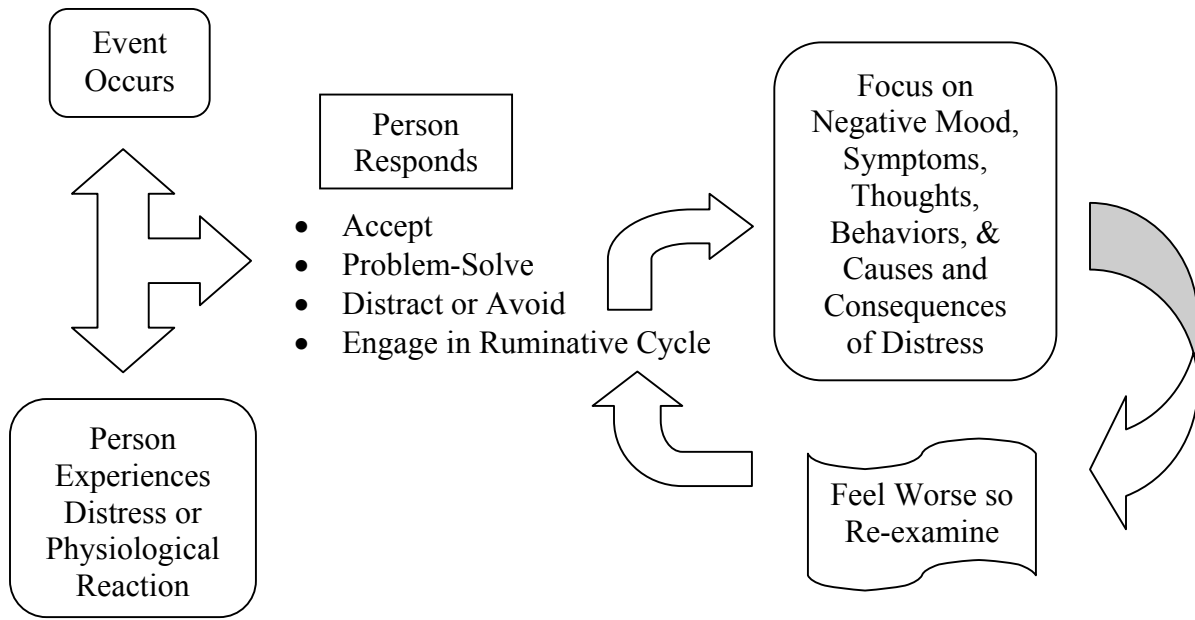 Event
Occurs
Person
Experiences
Distress or
Physiological
Reaction
Person
Responds
• Accept
• Problem-Solve
• Distract or Avoid
• Engage in Ruminative Cycle
Focus on
Negative Mood,
Symptoms,
Thoughts,
Behaviors, &
Causes and
Consequences
of Distress
Feel Worse so
Re-examine